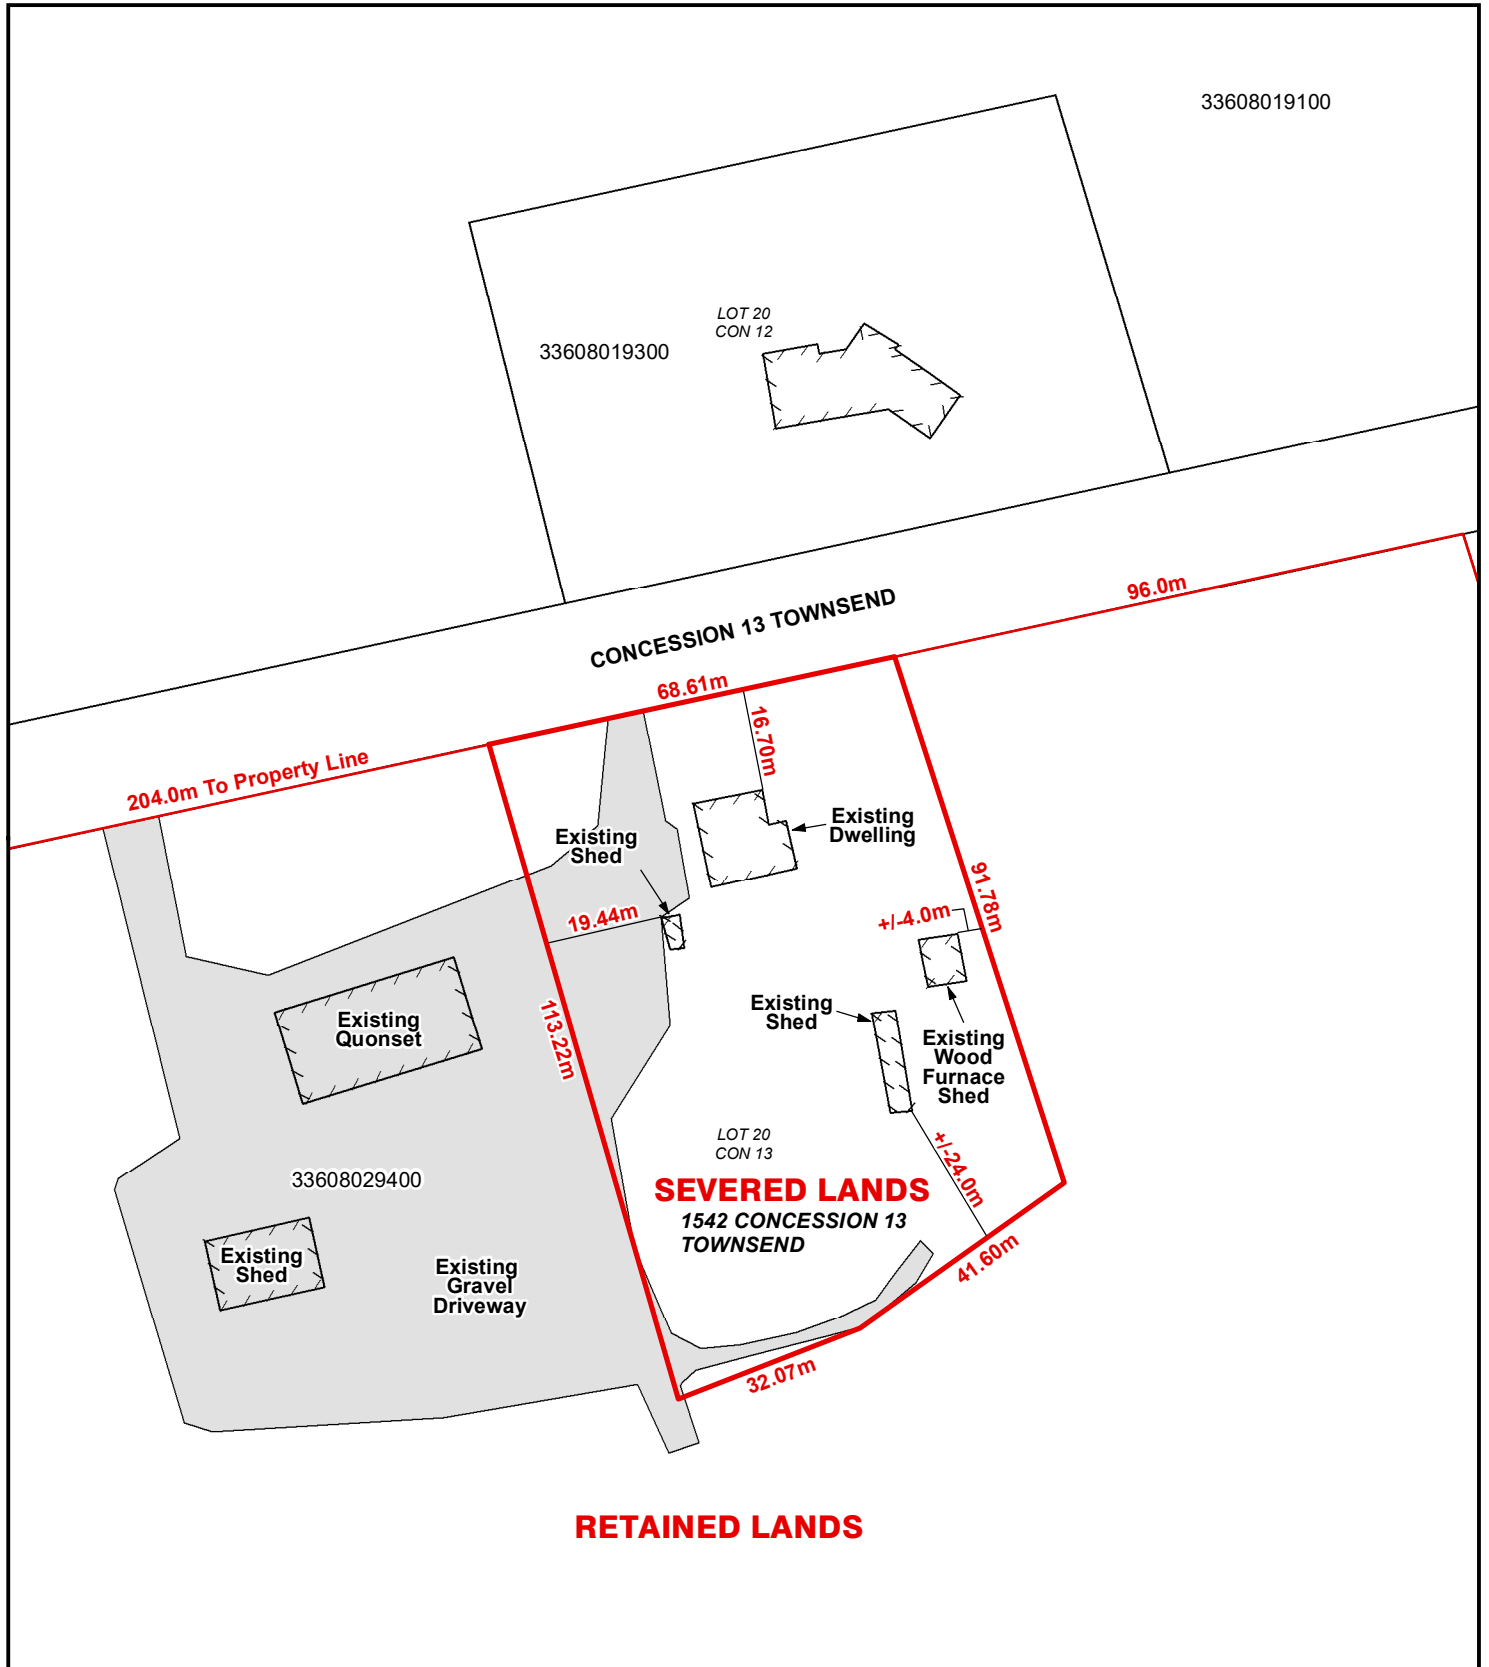 33608019100
LOT 20
CON 12
33608019300
96.0m
CONCESSION 13 TOWNSEND
68.61m
16.70m
204.0m To Property Line
Existing
Dwelling
Existing
Shed
91.78m
19.44m
+/-4.0m
Existing
Quonset
113.22m
Existing
Shed
Existing
Wood
Furnace
Shed
LOT 20
CON 13
+/-24.0m
33608029400
SEVERED LANDS
1542 CONCESSION 13
TOWNSEND
Existing
Shed
Existing
Gravel
Driveway
41.60m
32.07m
RETAINED LANDS